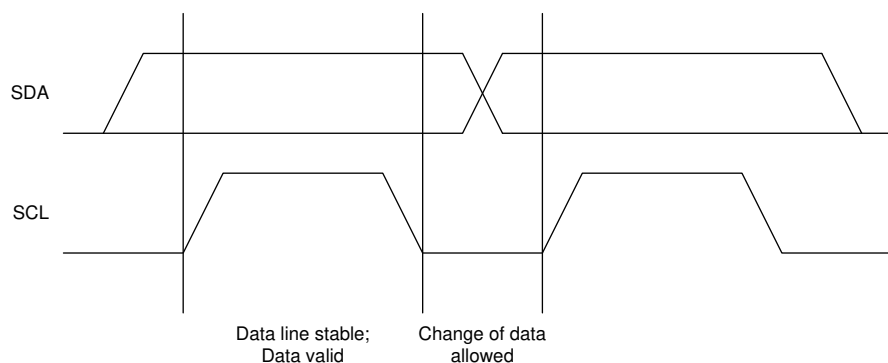 SDA
SCL
Data line stable;
Data valid
Change of data
allowed